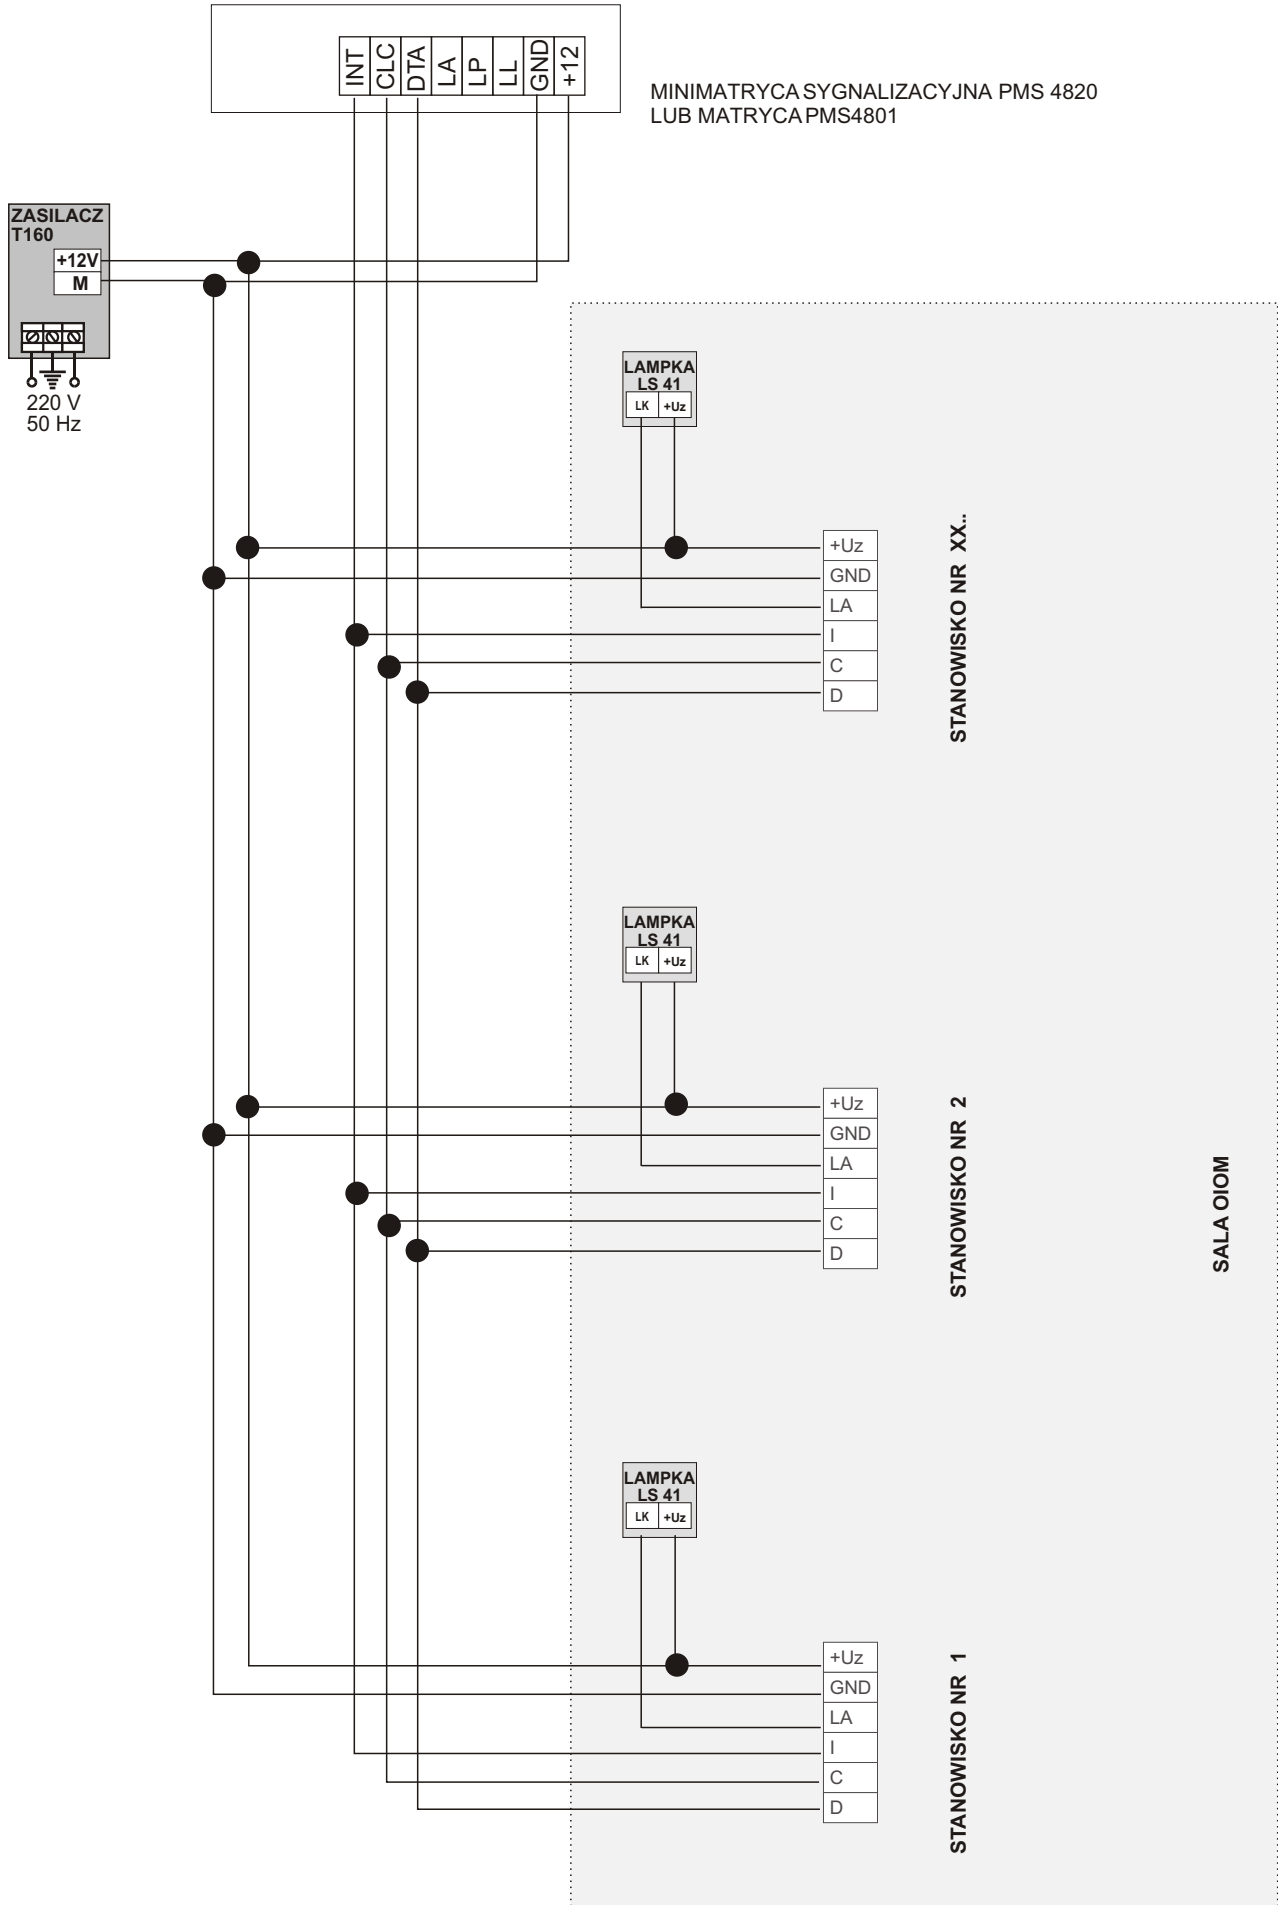 INT
CLC
DTA
LA
LP
LL
GND
+12
MINIMATRYCA SYGNALIZACYJNA PMS 4820
LUB MATRYCA PMS4801
ZASILACZ
T160
+12V
M
220 V
50 Hz
LAMPKA
LS 41
LK +Uz
+Uz
GND
LA
I
C
D
STANOWISKO NR XX..
LAMPKA
LS 41
LK +Uz
+Uz
GND
LA
I
C
D
STANOWISKO NR 2
SALA OIOM
LAMPKA
LS 41
LK +Uz
+Uz
GND
LA
I
C
D
STANOWISKO NR 1